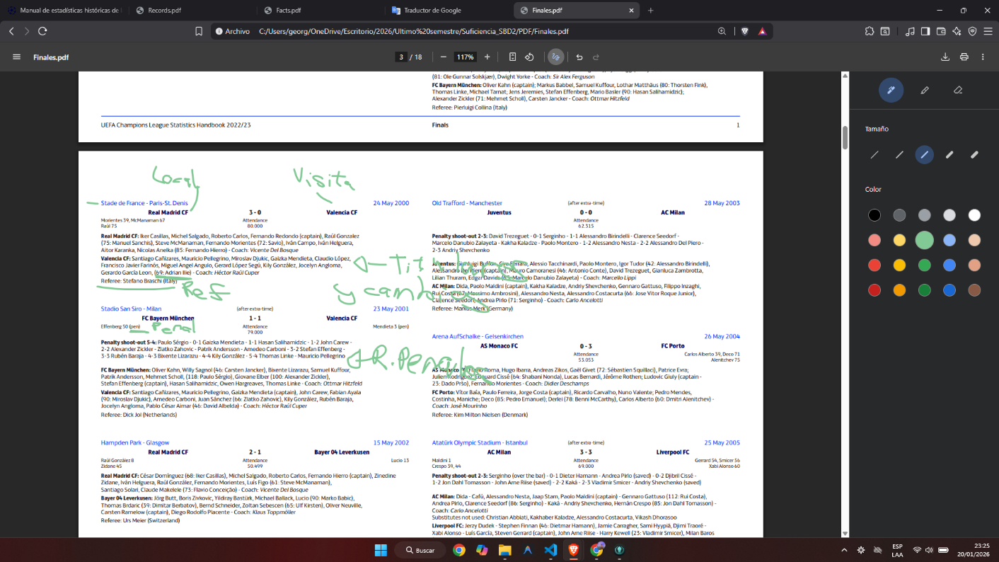 Manual de estadísticas históricas de
Records.pdf
Facts.pdf
Traductor de Google
Finales.pdf
Archivo C:/Users/georg/OneDrive/Escritorio/2026/Ultimo%20semestre/Suficiencia_SBD2/PDF/Finales.pdf
Finales.pdf
3 / 18
117%
(81: Ole Gunnar Solskjær), Dwight Yorke - Coach: Sir Alex Ferguson
FC Bayern München: Oliver Kahn (captain); Markus Babbel, Samuel Kuffour, Lothar Matthäus (80: Thorsten Fink),
Thomas Linke, Michael Tarnat; Jens Jeremies, Stefan Effenberg, Mario Basler (90: Hasan Salihamidzic);
Alexander Zickler (71: Mehmet Scholl), Carsten Jancker - Coach: Ottmar Hitzfeld
Referee: Pierluigi Collina (Italy)
UEFA Champions League Statistics Handbook 2022/23 Finals 1
Local
Visita
Stade de France - Paris-St. Denis 24 May 2000
Real Madrid CF 3 - 0 Valencia CF
Morientes 39, McManaman 67
Raúl 75
Attendance
80.000
Real Madrid CF: Iker Casillas, Michel Salgado, Roberto Carlos, Fernando Redondo (captain), Raúl Gonzalez
(75: Manuel Sanchís), Steve McManaman, Fernando Morientes (72: Savio), Iván Campo, Iván Helguera,
Aitor Karanka, Nicolas Anelka (85: Fernando Hierro) - Coach: Vicente Del Bosque
Valencia CF: Santiago Cañizares, Mauricio Pellegrino, Miroslav Djukic, Gaizka Mendieta, Claudio López,
Francisco Javier Farinós, Miguel Angel Angulo, Gerard López Segú, Kily González, Jocelyn Angloma,
Gerardo García Leon, (69: Adrian Ilie) - Coach: Héctor Raúl Cuper
Referee: Stefano Braschi (Italy)
Ref
y cambios
Stadio San Siro - Milan (after extra-time) 23 May 2001
FC Bayern München 1 - 1 Valencia CF
Effenberg 50 (pen)
Penal
Attendance
79.000
Mendieta 3 (pen)
Penalty shoot-out 5-4: Paulo Sérgio - 0-1 Gaizka Mendieta - 1-1 Hasan Salihamidzic - 1-2 John Carew -
2-2 Alexander Zickler - Zlatko Zahovic - Patrik Andersson - Amedeo Carboni - 3-2 Stefan Effenberg -
3-3 Rubén Baraja - 4-3 Bixente Lizarazu - 4-4 Kily González - 5-4 Thomas Linke - Mauricio Pellegrino
R. Penales
FC Bayern München: Oliver Kahn, Willy Sagnol (46: Carsten Jancker), Bixente Lizarazu, Samuel Kuffour,
Patrik Andersson, Mehmet Scholl, (118: Paulo Sérgio), Giovane Elber (100: Alexander Zickler),
Stefan Effenberg (captain), Hasan Salihamidzic, Owen Hargreaves, Thomas Linke - Coach: Ottmar Hitzfeld
Valencia CF: Santiago Cañizares, Mauricio Pellegrino, Gaizka Mendieta (captain), John Carew, Fabian Ayala
(90: Miroslav Djukic), Amedeo Carboni, Juan Sánchez (66: Zlatko Zahovic), Kily González, Rubén Baraja,
Jocelyn Angloma, Pablo César Aimar (46: David Albelda) - Coach: Héctor Raúl Cuper
Referee: Dick Jol (Netherlands)
Hampden Park - Glasgow 15 May 2002
Real Madrid CF 2 - 1 Bayer 04 Leverkusen
Raúl González 8
Zidane 45
Attendance
50.499
Lucio 13
Real Madrid CF: César Domínguez (68: Iker Casillas), Michel Salgado, Roberto Carlos, Fernando Hierro (captain), Zinedine
Zidane, Iván Helguera, Raúl González, Fernando Morientes, Luís Figo (61: Steve McManaman),
Santiago Solari, Claude Makelele (73: Flavio Conceição) - Coach: Vicente Del Bosque
Bayer 04 Leverkusen: Jörg Butt, Boris Zivkovic, Yildiray Bastürk, Michael Ballack, Lucio (90: Marko Babic),
Thomas Brdaric (39: Dimitar Berbatov), Bernd Schneider, Zoltan Sebescen (65: Ulf Kirsten), Oliver Neuville,
Carsten Ramelow (captain), Diego Rodolfo Placente - Coach: Klaus Toppmöller
Referee: Urs Meier (Switzerland)
Old Trafford - Manchester (after extra-time) 28 May 2003
Juventus 0 - 0 AC Milan
Attendance
62.315
Penalty shoot-out 2-3: David Trezeguet - 0-1 Serginho - 1-1 Alessandro Birindelli - Clarence Seedorf -
Marcelo Danubio Zalayeta - Kakha Kaladze - Paolo Montero - 1-2 Alessandro Nesta - 2-2 Alessandro Del Piero -
2-3 Andriy Shevchenko
Juventus: Gianluigi Buffon, Ciro Ferrara, Alessio Tacchinardi, Paolo Montero, Igor Tudor (42: Alessandro Birindelli),
Alessandro Del Piero (captain), Mauro Camoranesi (46: Antonio Conte), David Trezeguet, Gianluca Zambrotta,
Lilian Thuram, Edgar Davids (65: Marcelo Danubio Zalayeta) - Coach: Marcello Lippi
AC Milan: Dida, Paolo Maldini (captain), Kakha Kaladze, Andriy Shevchenko, Gennaro Gattuso, Filippo Inzaghi,
Rui Costa (87: Massimo Ambrosini), Alessandro Nesta, Alessandro Costacurta (66: Jose Vitor Roque Junior),
Clarence Seedorf, Andrea Pirlo (71: Serginho) - Coach: Carlo Ancelotti
Referee: Markus Merk (Germany)
Arena AufSchalke - Gelsenkirchen 26 May 2004
AS Monaco FC 0 - 3 FC Porto
Attendance
53.053
Carlos Alberto 39, Deco 71
Alenitchev 75
AS Monaco FC: Flavio Roma, Hugo Ibarra, Andreas Zikos, Gaël Givet (72: Sébastien Squillaci), Patrice Evra;
Julien Rodriguez, Edouard Cissé (64: Shabani Nonda), Lucas Bernardi, Jérôme Rothen; Ludovic Giuly (captain -
23: Dado Pršo), Fernando Morientes - Coach: Didier Deschamps
FC Porto: Vítor Baía, Paulo Ferreira, Jorge Costa (captain), Ricardo Carvalho, Nuno Valente; Pedro Mendes,
Costinha, Maniche; Deco (85: Pedro Emanuel); Derlei (78: Benni McCarthy), Carlos Alberto (60: Dmitri Alenitchev) -
Coach: José Mourinho
Referee: Kim Milton Nielsen (Denmark)
Atatürk Olympic Stadium - Istanbul (after extra-time) 25 May 2005
AC Milan 3 - 3 Liverpool FC
Maldini 1
Crespo 39, 44
Attendance
69.000
Gerrard 54, Smicer 56
Xabi Alonso 60
Penalty shoot-out 2-3: Serginho (over the bar) - 0-1 Dieter Hamann - Andrea Pirlo (saved) - 0-2 Djibril Cissé -
1-2 Jon Dahl Tomasson - John Arne Riise (saved) - 2-2 Kaká - 2-3 Vladimir Smicer - Andriy Shevchenko (saved)
AC Milan: Dida - Cafú, Alessandro Nesta, Jaap Stam, Paolo Maldini (captain) - Gennaro Gattuso (112: Rui Costa),
Andrea Pirlo, Clarence Seedorf (86: Serginho) - Kaká - Andriy Shevchenko, Hernán Crespo (85: Jon Dahl Tomasson) -
Coach: Carlo Ancelotti
Substitutes not used: Christian Abbiati, Kakhaber Kaladze, Alessandro Costacurta, Vikash Dhorasoo
Liverpool FC: Jerzy Dudek - Stephen Finnan (46: Dietmar Hamann), Jamie Carragher, Sami Hyypiä, Djimi Traoré -
Xabi Alonso - Luis García, Steven Gerrard (captain), John Arne Riise - Harry Kewell (23: Vladimir Smicer), Milan Baros
Tamaño
Color
Buscar
ESP
LAA
23:25
20/01/2026